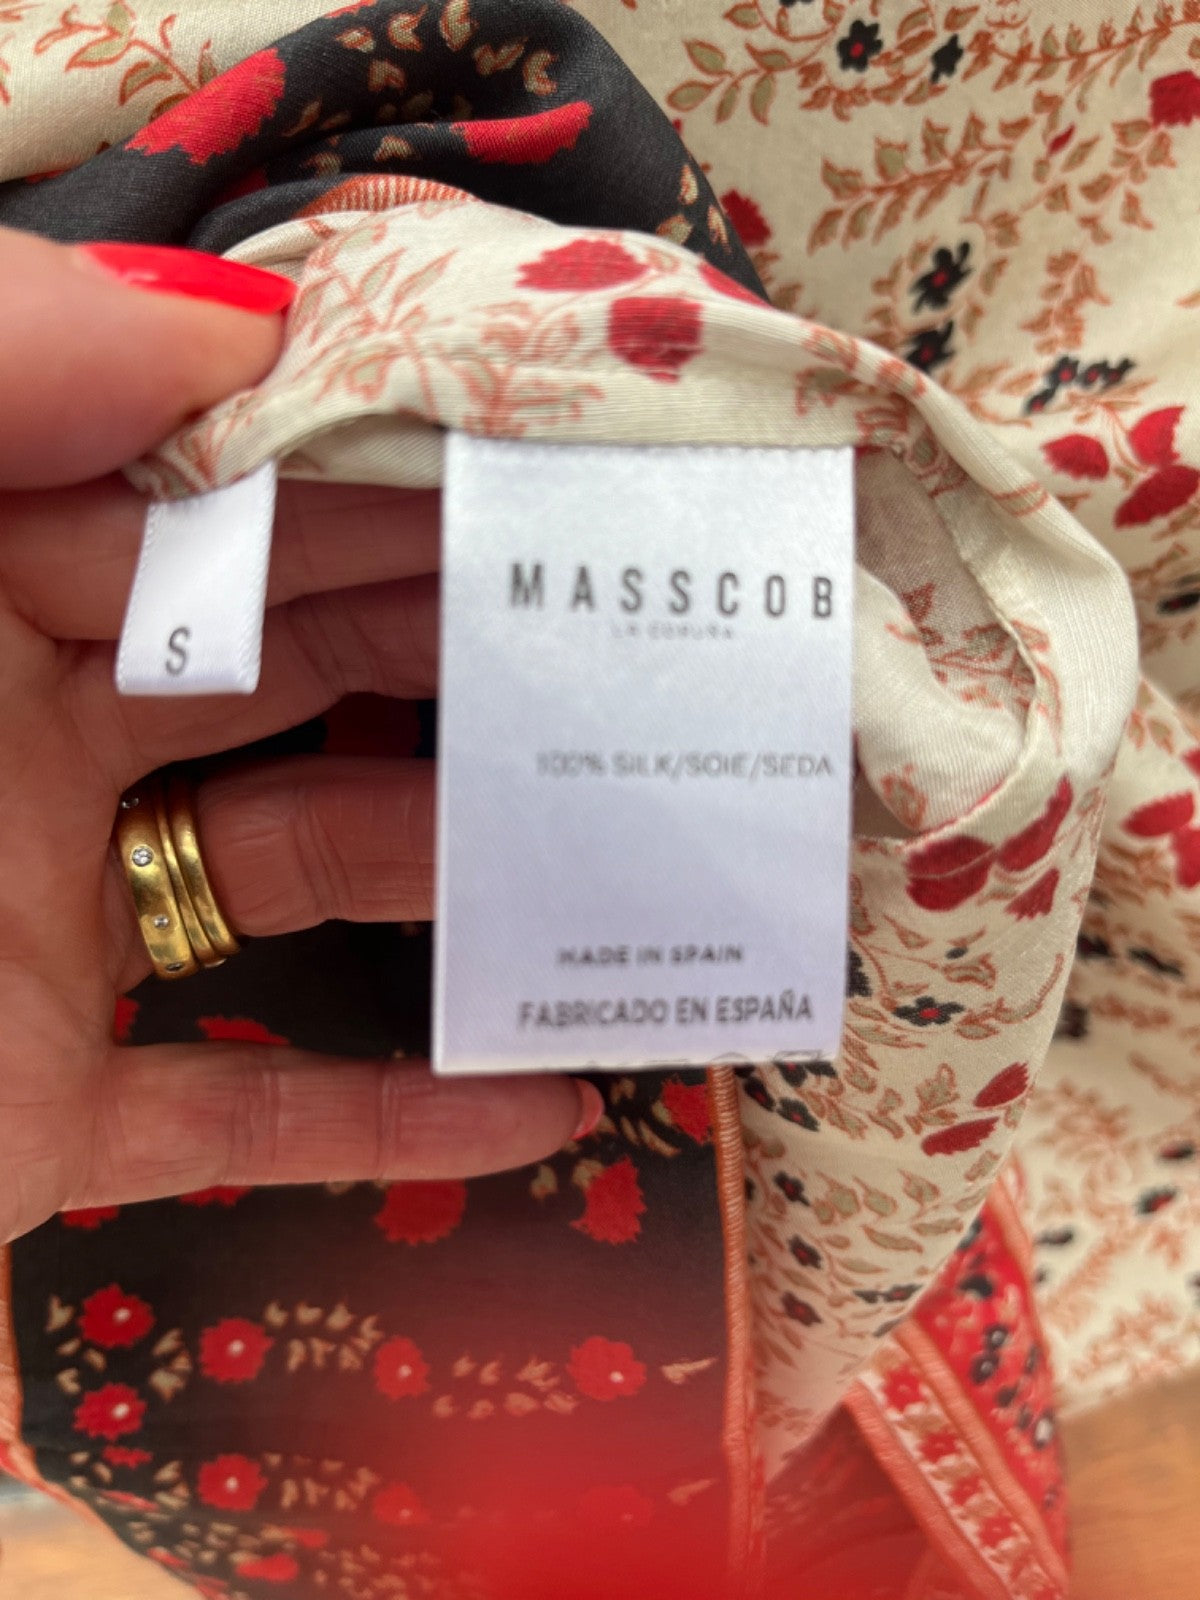 S
MASSCOB
LA CORUÑA
100% SILK/SOIE/SEDA
MADE IN SPAIN
FABRICADO EN ESPAÑA